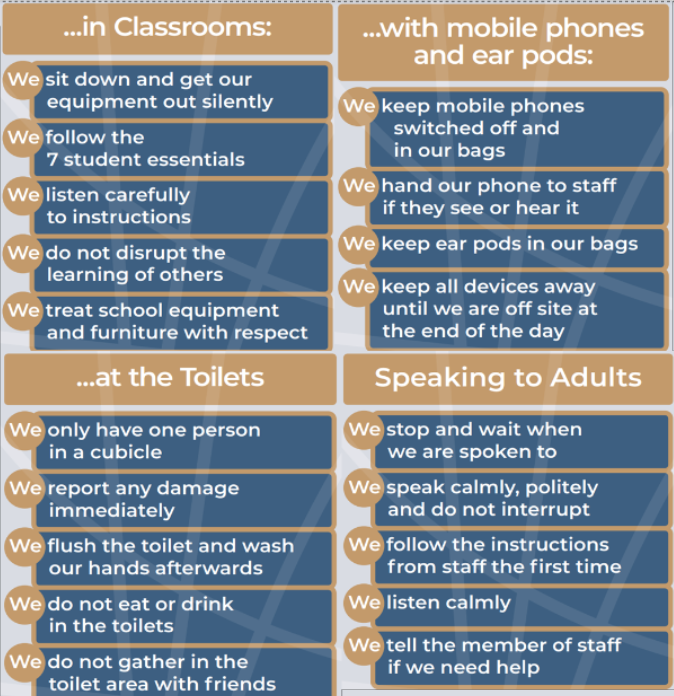 ...in Classrooms:
We sit down and get our
equipment out silently
We follow the
7 student essentials
We listen carefully
to instructions
We do not disrupt the
learning of others
We treat school equipment
and furniture with respect
...with mobile phones
and ear pods:
We keep mobile phones
switched off and
in our bags
We hand our phone to staff
if they see or hear it
We keep ear pods in our bags
We keep all devices away
until we are off site at
the end of the day
...at the Toilets
We only have one person
in a cubicle
We report any damage
immediately
We flush the toilet and wash
our hands afterwards
We do not eat or drink
in the toilets
We do not gather in the
toilet area with friends
Speaking to Adults
We stop and wait when
we are spoken to
We speak calmly, politely
and do not interrupt
We follow the instructions
from staff the first time
We listen calmly
We tell the member of staff
if we need help